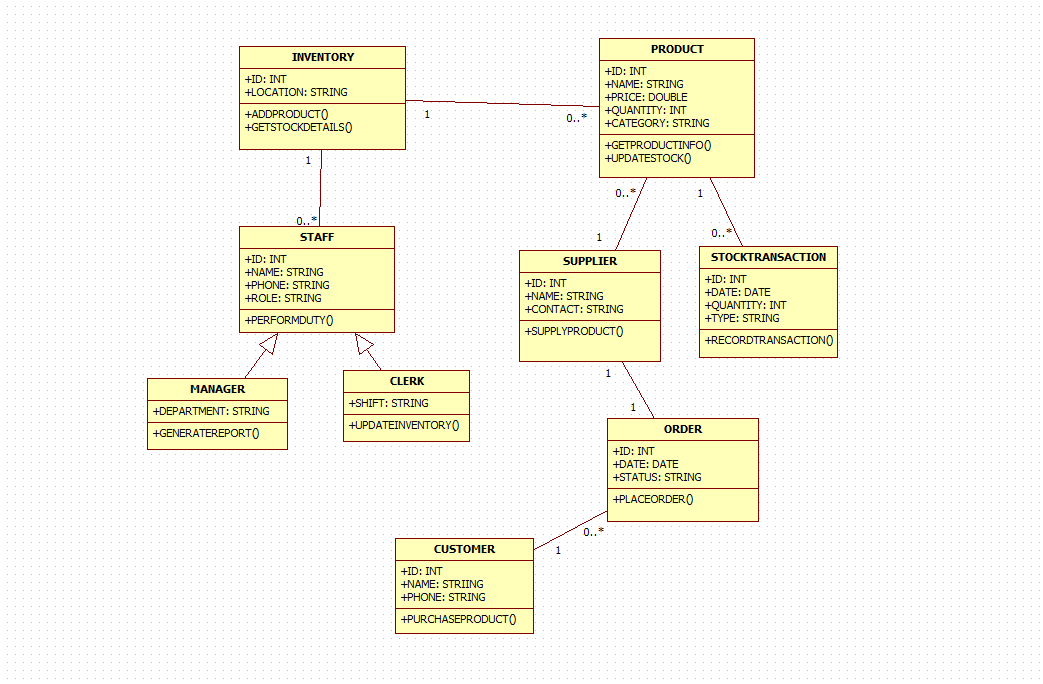 INVENTORY
+ID: INT
+LOCATION: STRING
+ADDPRODUCT()
+GETSTOCKDETAILS()
1
0..*
PRODUCT
+ID: INT
+NAME: STRING
+PRICE: DOUBLE
+QUANTITY: INT
+CATEGORY: STRING
+GETPRODUCTINFO()
+UPDATESTOCK()
1
0..*
STAFF
+ID: INT
+NAME: STRING
+PHONE: STRING
+ROLE: STRING
+PERFORMDUTY()
0..*
1
1
0..*
SUPPLIER
+ID: INT
+NAME: STRING
+CONTACT: STRING
+SUPPLYPRODUCT()
STOCKTRANSACTION
+ID: INT
+DATE: DATE
+QUANTITY: INT
+TYPE: STRING
+RECORDTRANSACTION()
MANAGER
+DEPARTMENT: STRING
+GENERATEREPORT()
CLERK
+SHIFT: STRING
+UPDATEINVENTORY()
1
1
ORDER
+ID: INT
+DATE: DATE
+STATUS: STRING
+PLACEORDER()
0..*
1
CUSTOMER
+ID: INT
+NAME: STRIING
+PHONE: STRING
+PURCHASEPRODUCT()